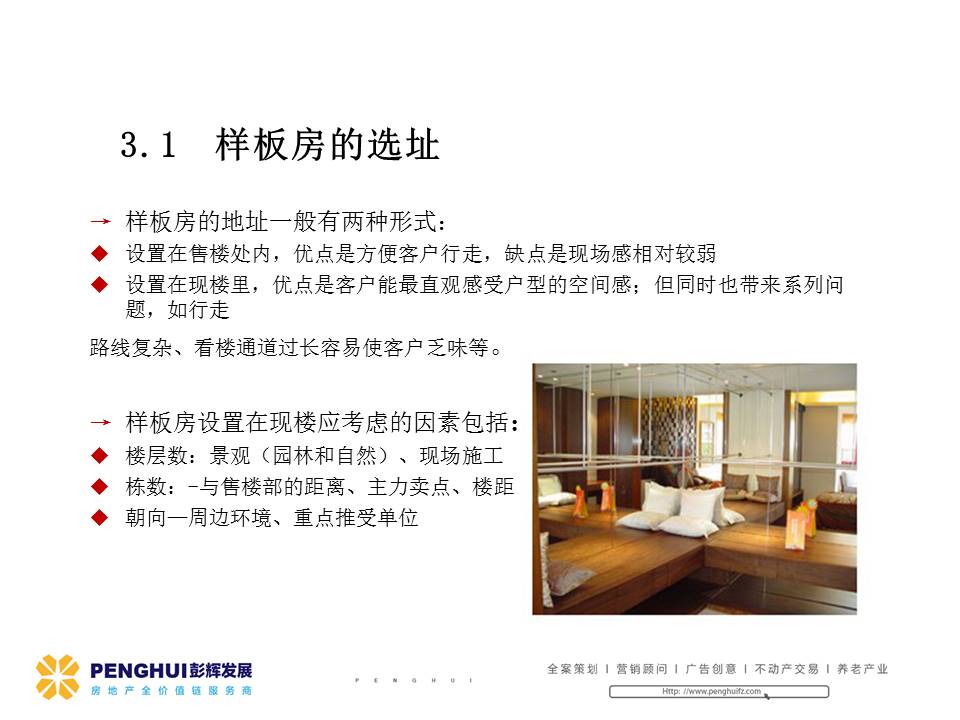 3.1 样板房的选址
→ 样板房的地址一般有两种形式:
◆ 设置在售楼处内，优点是方便客户行走，缺点是现场感相对较弱
◆ 设置在现楼里，优点是客户能最直观感受户型的空间感；但同时也带来系列问
题，如行走
路线复杂、看楼通道过长容易使客户乏味等。
→ 样板房设置在现楼应考虑的因素包括：
◆ 楼层数：景观（园林和自然）、现场施工
◆ 栋数：-与售楼部的距离、主力卖点、楼距
◆ 朝向—周边环境、重点推受单位
PENGHUI彭辉发展
房地产全价值链服务商
PENGHUI
全案策划 | 营销顾问 | 广告创意 | 不动产交易 | 养老产业
Http: //www.penghuifz.com